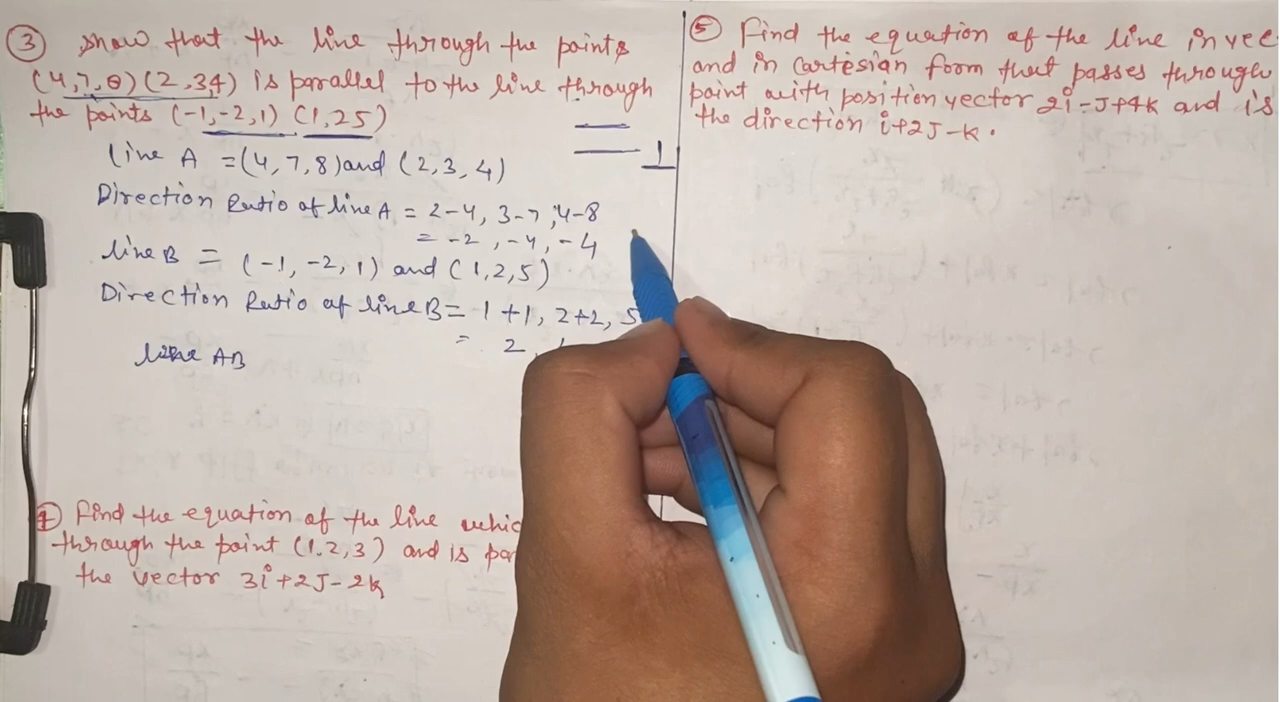 ③ show that the line through the points
(4,7,8) (2,34) is parallel to the line through
the points (-1,-2,1) (1,25)
line A = (4,7,8) and (2,3,4)
Direction Ratio of line A = 2-4, 3-7, 4-8
= -2, -4, -4
line B = (-1, -2, 1) and (1,2,5)
Direction Ratio of line B = 1+1, 2+2, 5
= 2,
line AB
④ Find the equation of the line
through the point (1,2,3) and is
the vector 3i+2J-2k
⑤ Find the equation of the line in vec
and in Cartesian form that passes through
point with position vector 2i-J+4K and is
the direction i+2J-K.